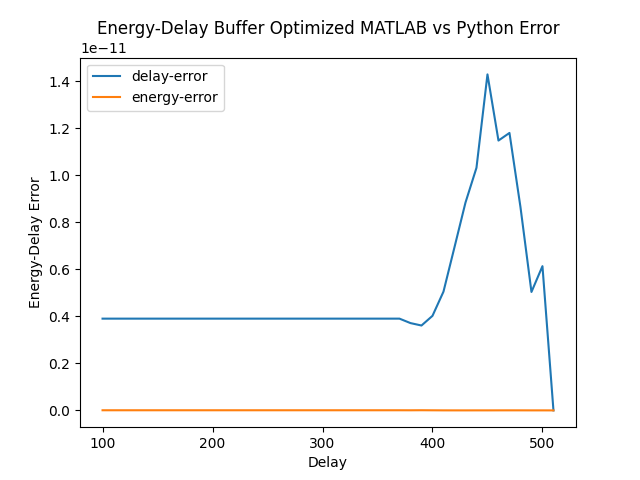 Energy-Delay Buffer Optimized MATLAB vs Python Error
1e−11
delay-error
energy-error
1.4
1.2
1.0
0.8
0.6
0.4
0.2
0.0
Energy-Delay Error
100 200 300 400 500
Delay